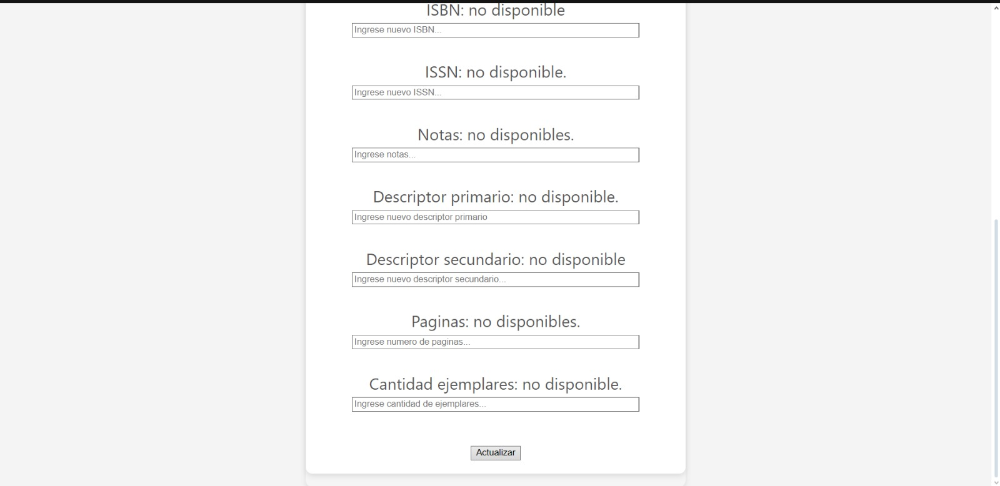 ISBN: no disponible
Ingrese nuevo ISBN...
ISSN: no disponible.
Ingrese nuevo ISSN...
Notas: no disponibles.
Ingrese notas...
Descriptor primario: no disponible.
Ingrese nuevo descriptor primario
Descriptor secundario: no disponible
Ingrese nuevo descriptor secundario...
Paginas: no disponibles.
Ingrese numero de paginas...
Cantidad ejemplares: no disponible.
Ingrese cantidad de ejemplares...
Actualizar